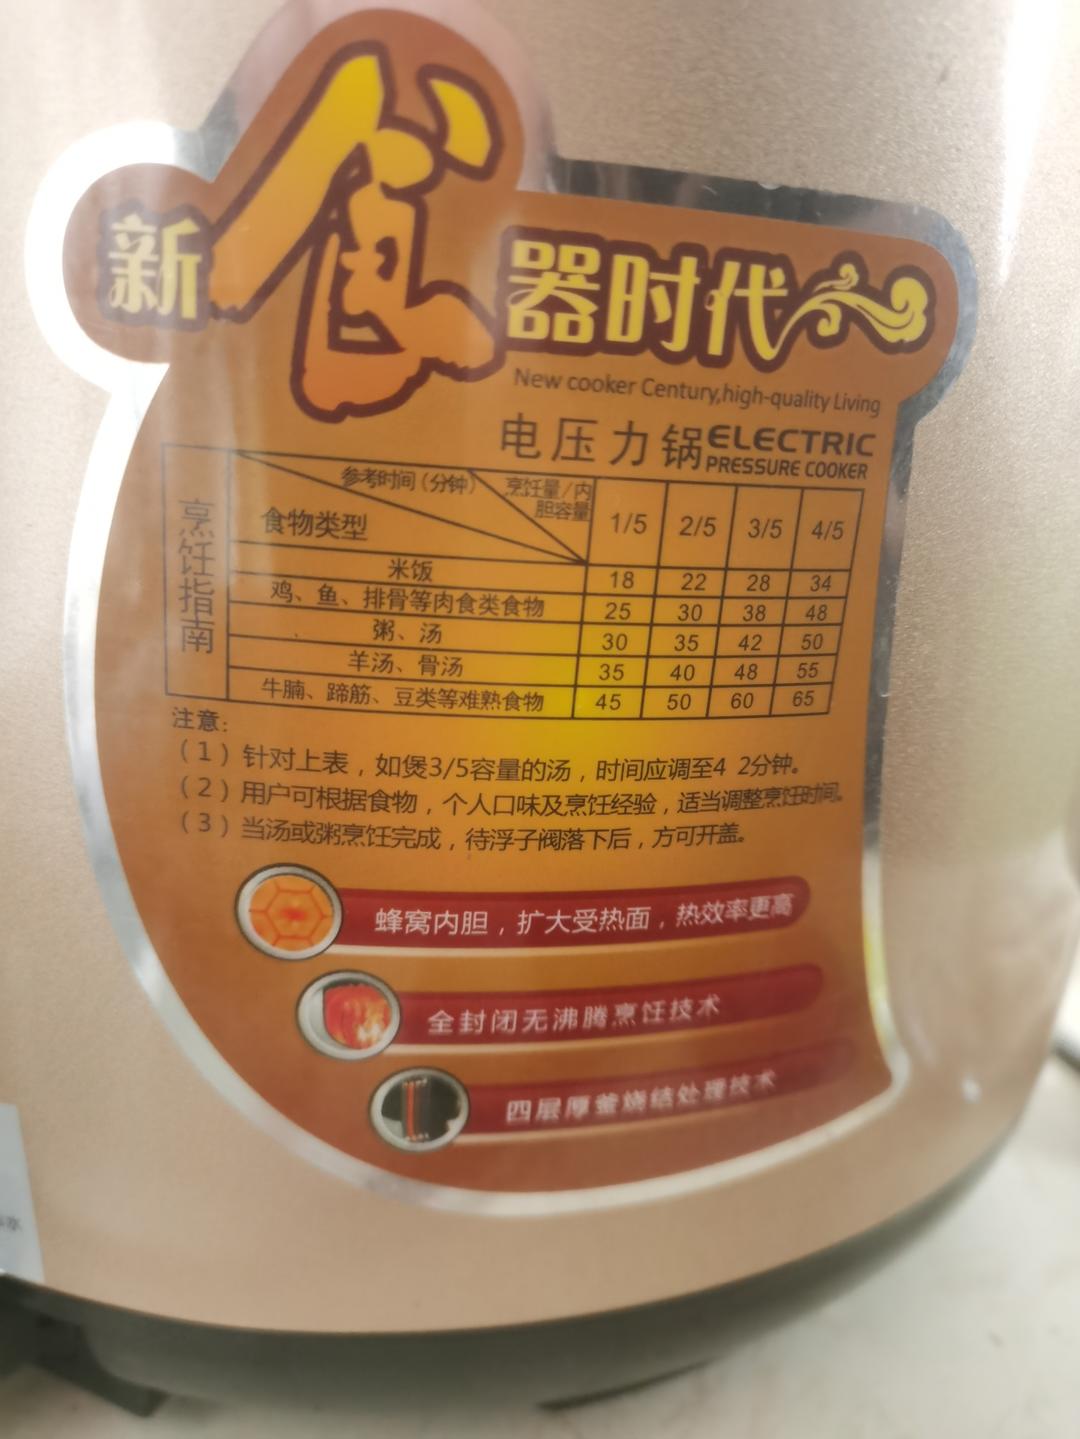 新食器时代
New cooker Century,high-quality Living
电压力锅 ELECTRIC
PRESSURE COOKER
烹饪指南
参考时间（分钟） 烹饪量/内胆容量 食物类型 1/5 2/5 3/5 4/5
米饭 18 22 28 34
鸡、鱼、排骨等肉食类食物 25 30 38 48
粥、汤 30 35 42 50
羊汤、骨汤 35 40 48 55
牛腩、蹄筋、豆类等难熟食物 45 50 60 65
注意:
（1）针对上表，如煲3/5容量的汤，时间应调至4 2分钟。
（2）用户可根据食物，个人口味及烹饪经验，适当调整烹饪时间。
（3）当汤或粥烹饪完成，待浮子阀落下后，方可开盖。
蜂窝内胆，扩大受热面，热效率更高
全封闭无沸腾烹饪技术
四层厚釜烧结处理技术